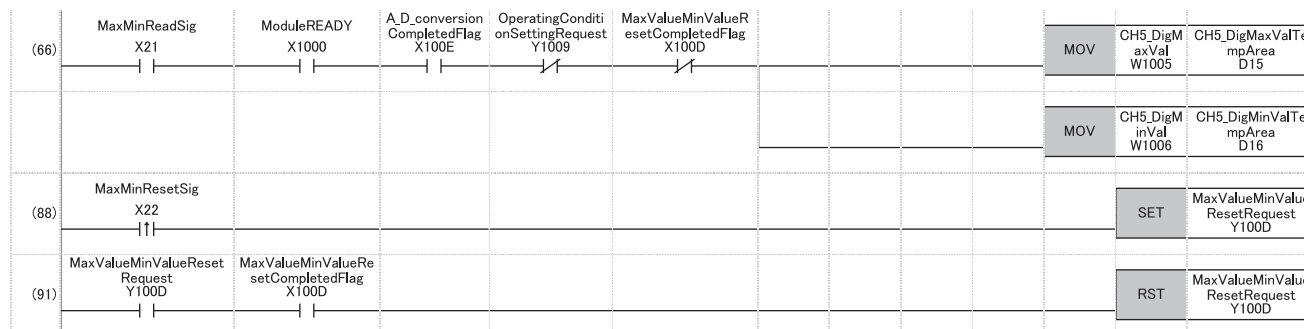 MaxMinReadSig
X21
ModuleREADY
X1000
A_D_conversion
CompletedFlag
X100E
OperatingConditi
onSettingRequest
Y1009
MaxValueMinValueR
esetCompletedFlag
X100D
(66)
MOV
CH5_DigM
axVal
W1005
CH5_DigMaxValTe
mpArea
D15
MOV
CH5_DigM
inVal
W1006
CH5_DigMinValTe
mpArea
D16
MaxMinResetSig
X22
(88)
SET
MaxValueMinValue
ResetRequest
Y100D
MaxValueMinValueReset
Request
Y100D
MaxValueMinValueRe
setCompletedFlag
X100D
(91)
RST
MaxValueMinValue
ResetRequest
Y100D